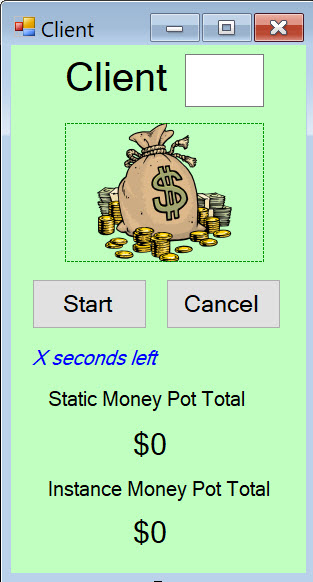 Client
Client
$
Start Cancel
X seconds left
Static Money Pot Total
$0
Instance Money Pot Total
$0